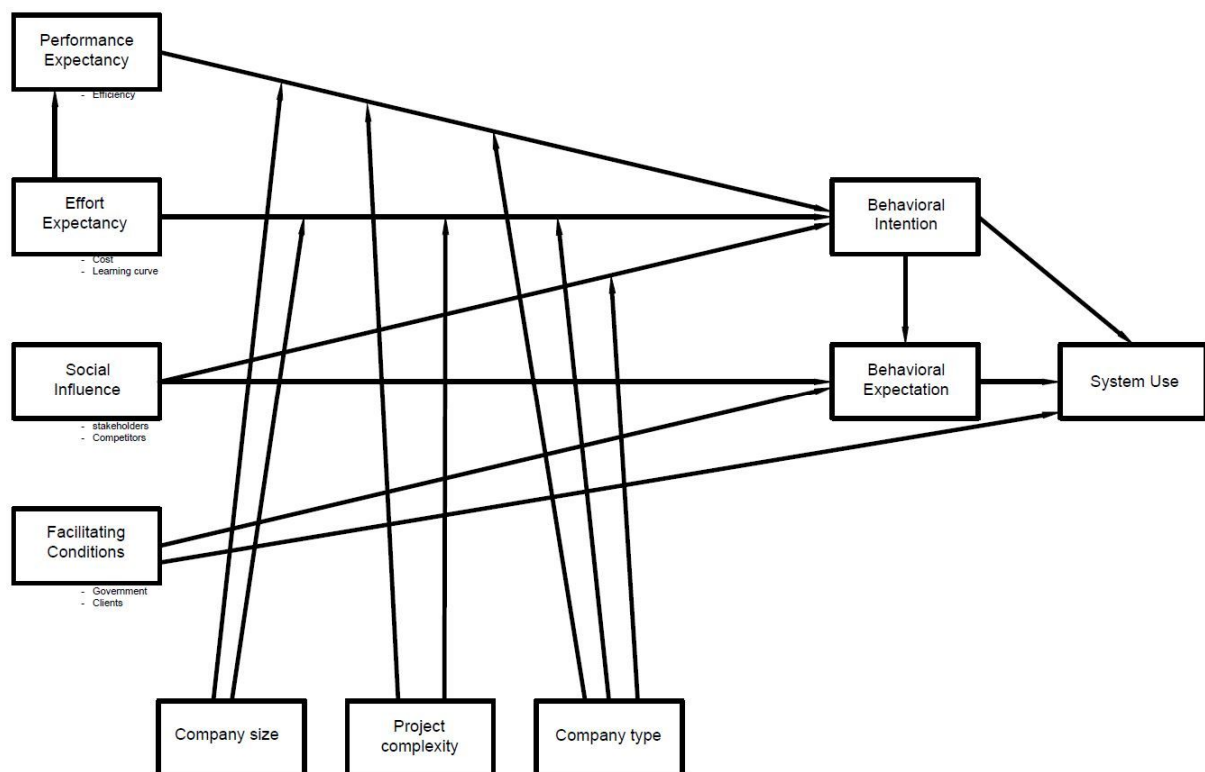 Performance
Expectancy
- Efficiency
Effort
Expectancy
- Cost
- Learning curve
Behavioral
Intention
Social
Influence
- stakeholders
- Competitors
Behavioral
Expectation
System Use
Facilitating
Conditions
- Government
- Clients
Company size
Project
complexity
Company type